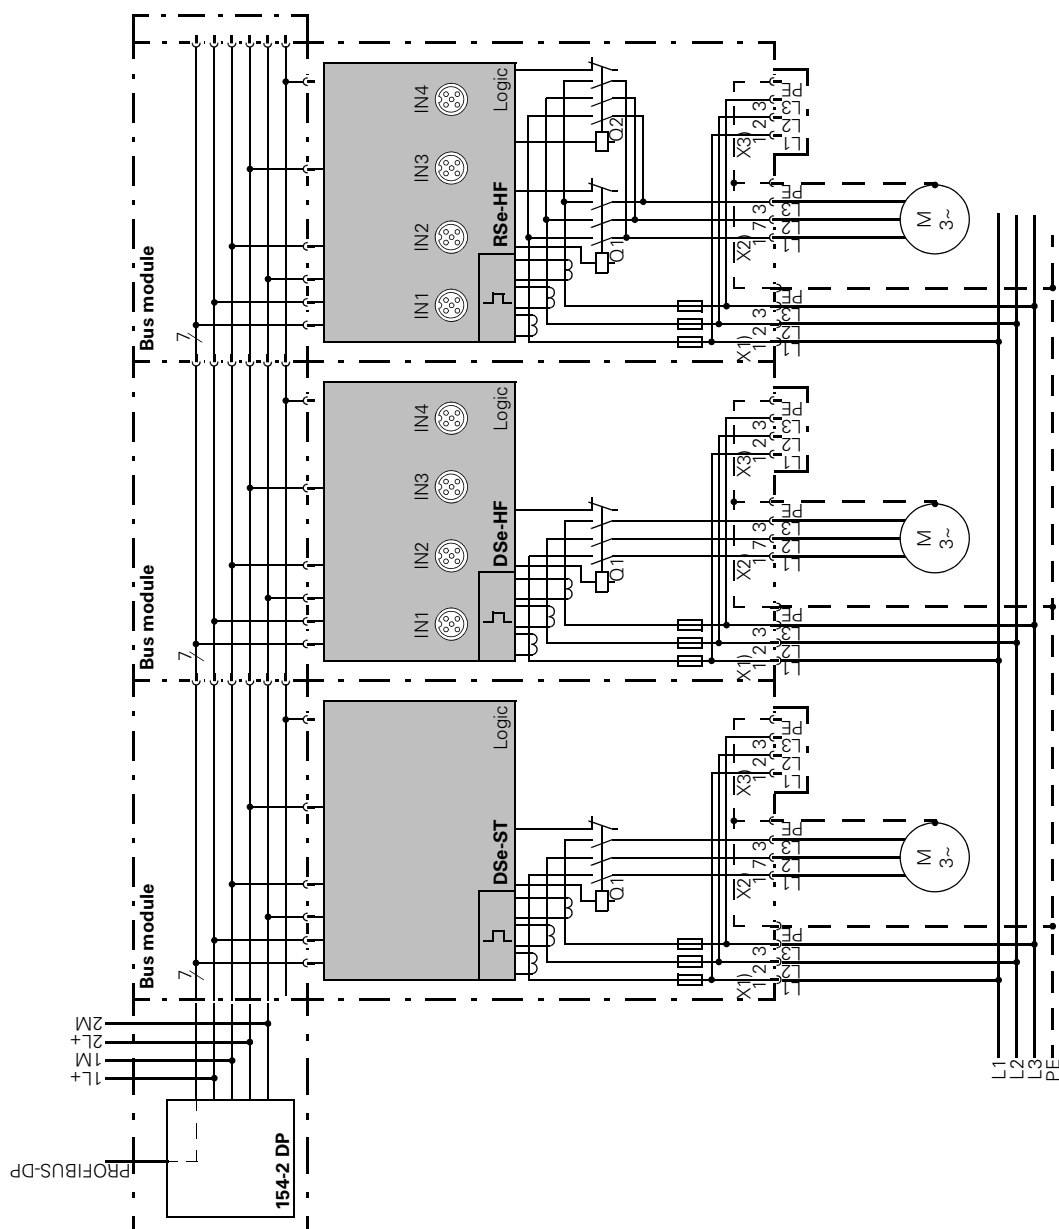 PROFIBUS-DP
154-2 DP
1L+
1M
2L+
2M
Bus module
7
DSe-ST
Logic
Q1
X1)
1 2 3
L1 L2 L3 PE
X2)
1 7 3
L1 L2 L3 PE
X3)
1 2 3
L1 L2 L3 PE
M
3~
Bus module
7
IN1
IN2
IN3
IN4
DSe-HF
Logic
Q1
X1)
1 2 3
L1 L2 L3 PE
X2)
1 7 3
L1 L2 L3 PE
X3)
1 2 3
L1 L2 L3 PE
M
3~
Bus module
7
IN1
IN2
IN3
IN4
RSe-HF
Logic
Q1
Q2
X1)
1 2 3
L1 L2 L3 PE
X2)
1 7 3
L1 L2 L3 PE
X3)
1 2 3
L1 L2 L3 PE
M
3~
L1
L2
L3
PE